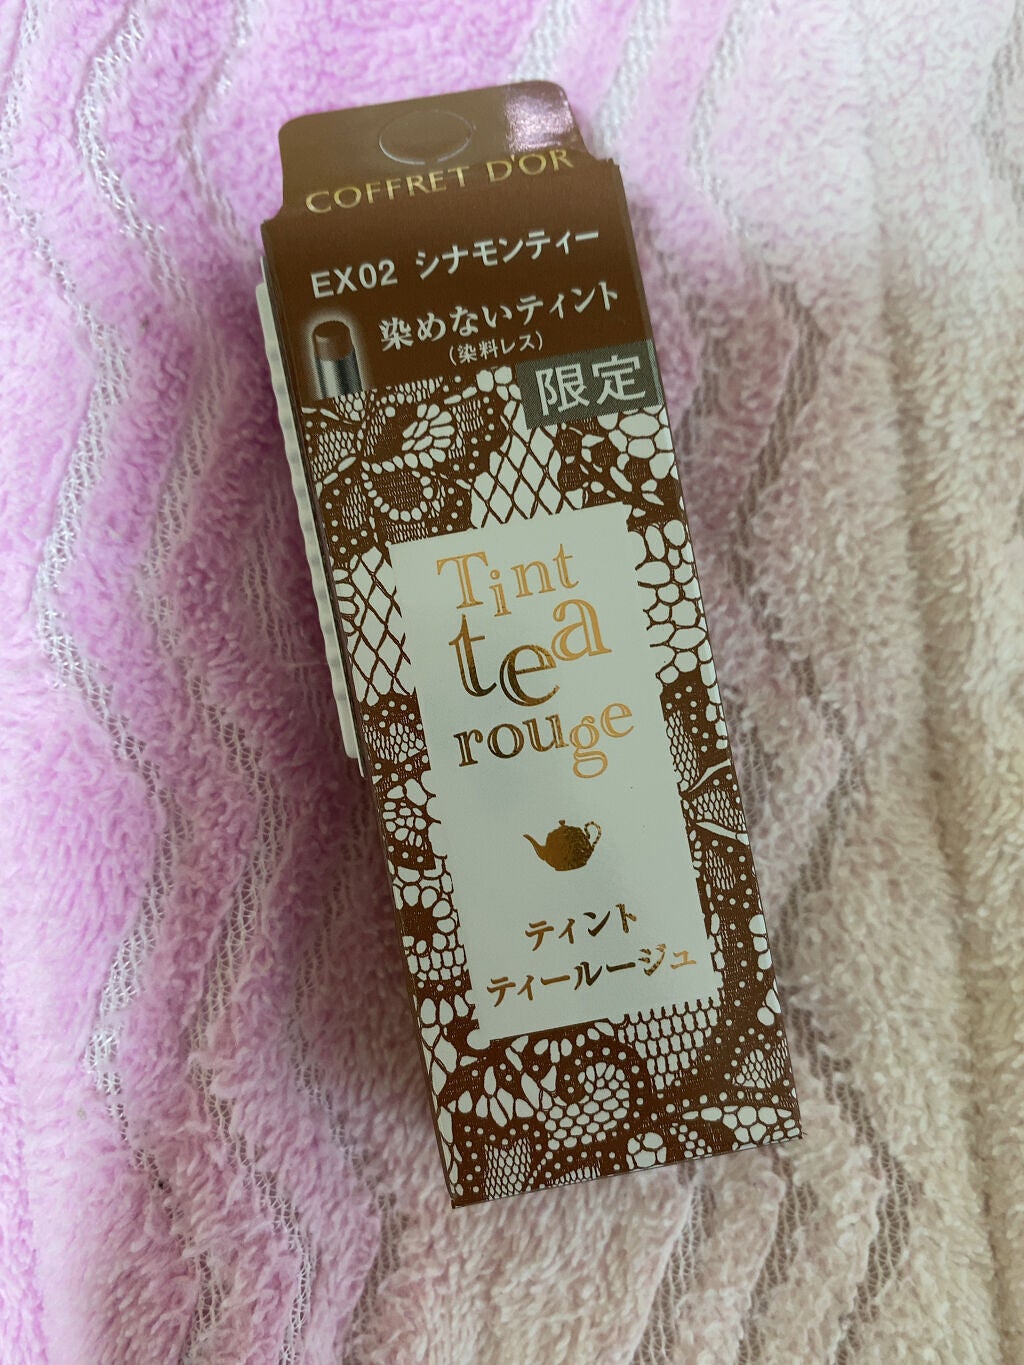 COFFRET D'OR
EX02 シナモンティー
染めないティント
(染料レス)
限定
Tint
tea
rouge
ティント
ティールージュ